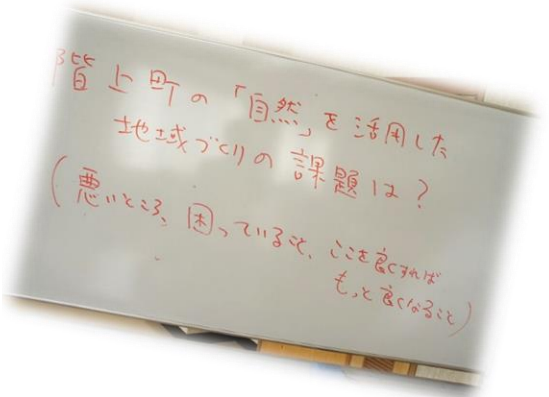 階上町の「自然」を活用した
地域づくりの課題は？
(悪いところ、困っていること、ここを良くすれば
もっと良くなること)